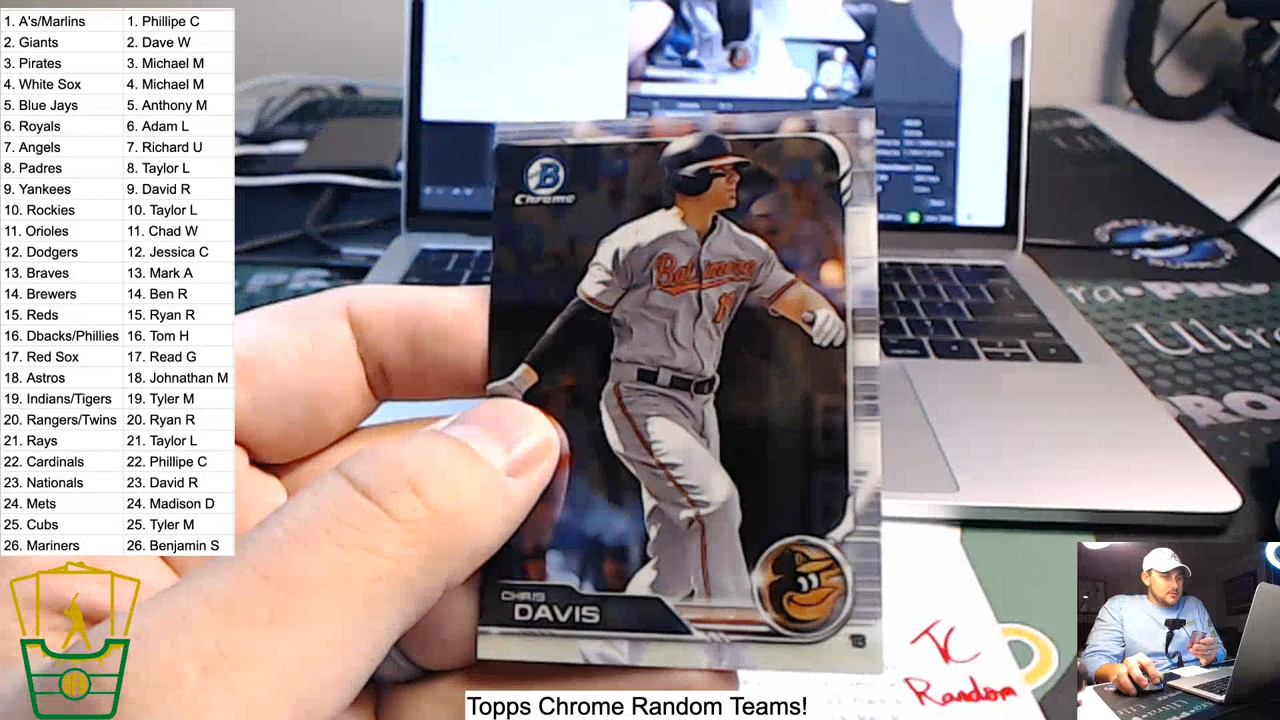 1. A's/Marlins 1. Phillipe C
2. Giants 2. Dave W
3. Pirates 3. Michael M
4. White Sox 4. Michael M
5. Blue Jays 5. Anthony M
6. Royals 6. Adam L
7. Angels 7. Richard U
8. Padres 8. Taylor L
9. Yankees 9. David R
10. Rockies 10. Taylor L
11. Orioles 11. Chad W
12. Dodgers 12. Jessica C
13. Braves 13. Mark A
14. Brewers 14. Ben R
15. Reds 15. Ryan R
16. Dbacks/Phillies 16. Tom H
17. Red Sox 17. Read G
18. Astros 18. Johnathan M
19. Indians/Tigers 19. Tyler M
20. Rangers/Twins 20. Ryan R
21. Rays 21. Taylor L
22. Cardinals 22. Phillipe C
23. Nationals 23. David R
24. Mets 24. Madison D
25. Cubs 25. Tyler M
26. Mariners 26. Benjamin S
B
Chrome
Baltimore
CHRIS
DAVIS
1B
TC
Random
Topps Chrome Random Teams!